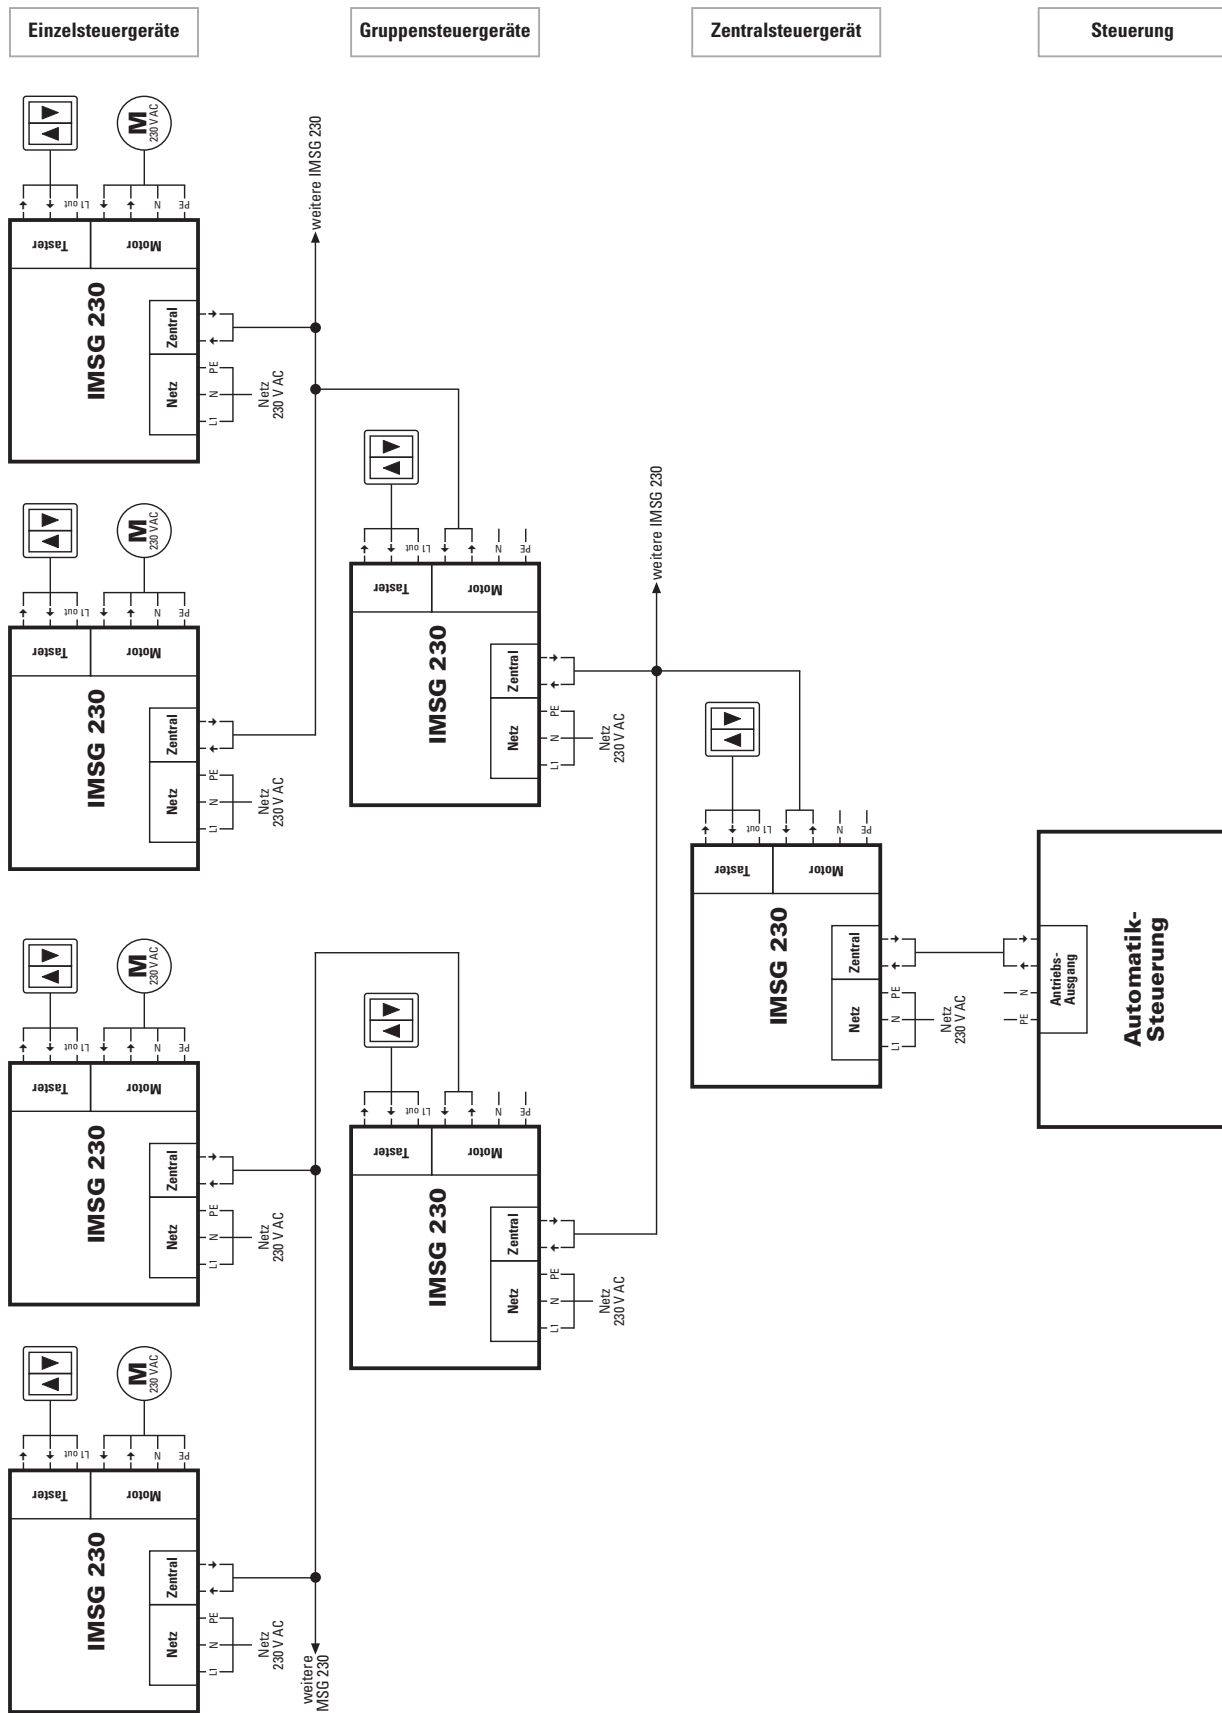 Einzelsteuergeräte
Gruppensteuergeräte
Zentralsteuergerät
Steuerung
M
230 V AC
L1 out
N
PE
Taster
Motor
IMSG 230
Zentral
Netz
PE
N
L1
Netz
230 V AC
weitere IMSG 230
M
230 V AC
L1 out
N
PE
Taster
Motor
IMSG 230
Zentral
Netz
PE
N
L1
Netz
230 V AC
M
230 V AC
L1 out
N
PE
Taster
Motor
IMSG 230
Zentral
Netz
PE
N
L1
Netz
230 V AC
M
230 V AC
L1 out
N
PE
Taster
Motor
IMSG 230
Zentral
Netz
PE
N
L1
Netz
230 V AC
weitere
MSG 230
L1 out
N
PE
Taster
Motor
IMSG 230
Zentral
Netz
PE
N
L1
Netz
230 V AC
weitere IMSG 230
L1 out
N
PE
Taster
Motor
IMSG 230
Zentral
Netz
PE
N
L1
Netz
230 V AC
L1 out
N
PE
Taster
Motor
IMSG 230
Zentral
Netz
PE
N
L1
Netz
230 V AC
N
PE
Antriebs-
Ausgang
Automatik-
Steuerung